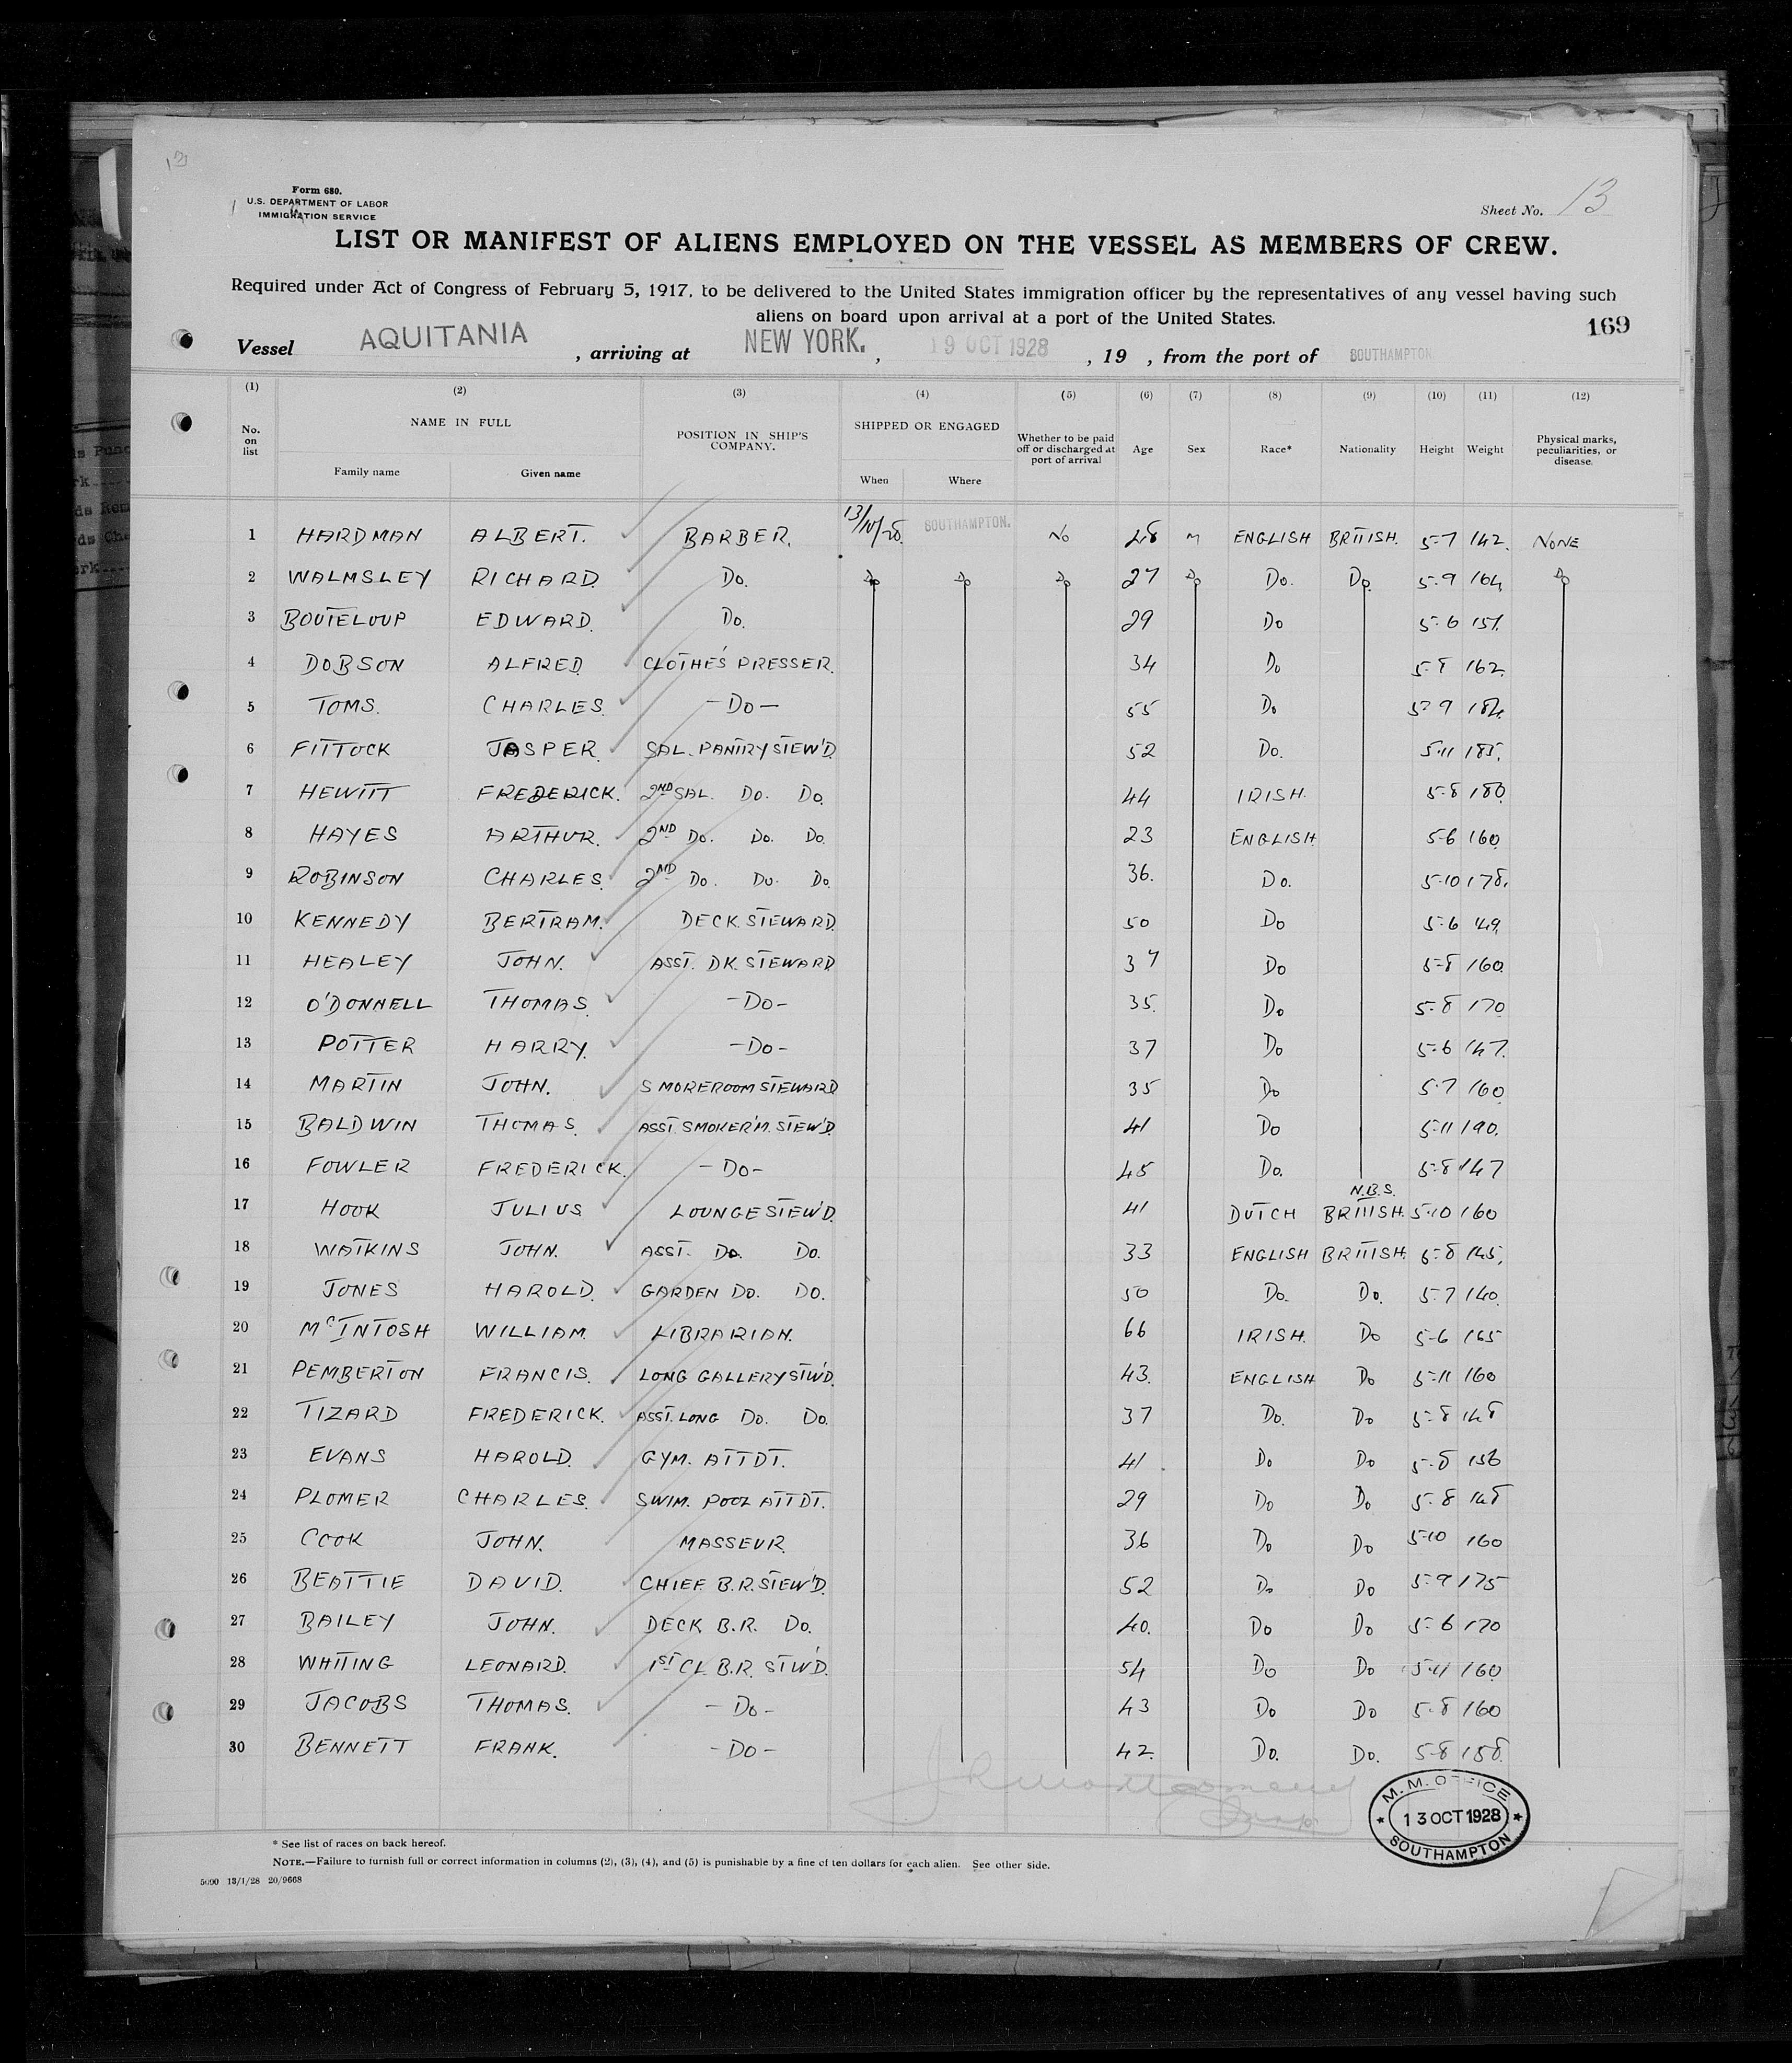 Form 680.
U.S. DEPARTMENT OF LABOR
IMMIGRATION SERVICE
Sheet No. 13
LIST OR MANIFEST OF ALIENS EMPLOYED ON THE VESSEL AS MEMBERS OF CREW.
Required under Act of Congress of February 5, 1917, to be delivered to the United States immigration officer by the representatives of any vessel having such
aliens on board upon arrival at a port of the United States.
169
Vessel AQUITANIA, arriving at NEW YORK., 19 OCT 1928, 19 , from the port of SOUTHAMPTON
(1) (2) (3) (4) (5) (6) (7) (8) (9) (10) (11) (12)
No. on list NAME IN FULL Family name Given name POSITION IN SHIP'S COMPANY. SHIPPED OR ENGAGED When Where Whether to be paid off or discharged at port of arrival Age Sex Race* Nationality Height Weight Physical marks, peculiarities, or disease.
1 HARDMAN ALBERT. BARBER. 13/10/28. SOUTHAMPTON. No 48 M ENGLISH BRITISH. 5-7 142. NONE
2 WALMSLEY RICHARD. Do. Do Do Do 27 Do Do. Do. 5-9 164 Do
3 BOUTELOUP EDWARD. Do. 29 Do 5-6 151.
4 DOBSON ALFRED. CLOTHE'S PRESSER. 34 Do 5-8 162.
5 TOMS. CHARLES. -Do- 55 Do 5-9 184.
6 FITTOCK JASPER. SAL. PANTRY STEW'D. 52 Do. 5-11 185.
7 HEWITT FREDERICK. 2ND SAL. Do. Do. 44 IRISH. 5-8 180.
8 HAYES ARTHUR. 2ND Do. Do. Do. 23 ENGLISH. 5-6 160.
9 ROBINSON CHARLES. 2ND Do. Do. Do. 36. Do. 5-10 178.
10 KENNEDY BERTRAM. DECK STEWARD. 50 Do 5-6 149.
11 HEALEY JOHN. ASST. DK. STEWARD 37 Do 5-8 160.
12 O'DONNELL THOMAS. -Do- 35. Do 5-8 170.
13 POTTER HARRY. -Do- 37 Do 5-6 147.
14 MARTIN JOHN. SMOKEROOM STEWARD 35 Do 5-7 160.
15 BALDWIN THOMAS. ASST. SMOKER'M. STEW'D. 41 Do 5-11 190.
16 FOWLER FREDERICK. -Do- 45 Do. 5-8 147
17 HOOK JULIUS LOUNGE STEW'D. 41 DUTCH N.B.S. BRITISH. 5-10 160
18 WATKINS JOHN. ASST. Do. Do. 33 ENGLISH BRITISH. 5-8 145.
19 JONES HAROLD. GARDEN DO. DO. 50 Do. Do. 5-7 140.
20 McINTOSH WILLIAM. LIBRARIAN. 66 IRISH. Do 5-6 165
21 PEMBERTON FRANCIS. LONG GALLERY STW'D. 43. ENGLISH Do 5-11 160
22 TIZARD FREDERICK. ASST. LONG Do. Do. 37 Do. Do 5-8 148
23 EVANS HAROLD. GYM. ATTDT. 41 Do Do 5-8 156
24 PLOMER CHARLES. SWIM. POOL ATTDT. 29 Do Do 5-8 148
25 COOK JOHN. MASSEUR. 36 Do Do 5-10 160
26 BEATTIE DAVID. CHIEF B.R. STEW'D. 52 Do Do 5-9 175
27 BAILEY JOHN. DECK B.R. Do. 40. Do Do 5-6 170
28 WHITING LEONARD. 1ST CL. B.R. STW'D. 54 Do Do 5-11 160.
29 JACOBS THOMAS. -Do- 43 Do Do 5-8 160
30 BENNETT FRANK. -Do- 42. Do. Do. 5-8 158.
M.M. OFFICE
13 OCT 1928
SOUTHAMPTON
* See list of races on back hereof.
NOTE.—Failure to furnish full or correct information in columns (2), (3), (4), and (5) is punishable by a fine of ten dollars for each alien. See other side.
5000 13/1/28 20/9668